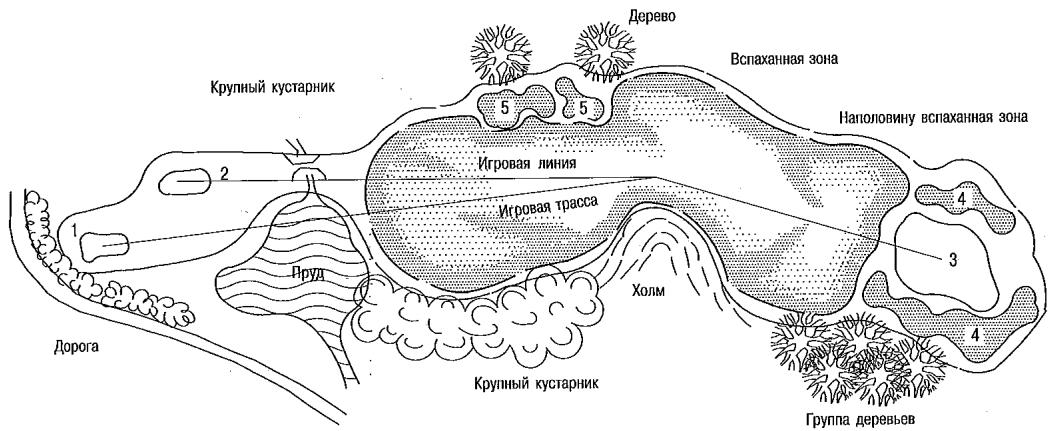 Дерево
Вспаханная зона
Крупный кустарник
Наполовину вспаханная зона
5
5
Игровая линия
2
4
Игровая трасса
1
3
Пруд
Холм
4
Дорога
Крупный кустарник
Группа деревьев